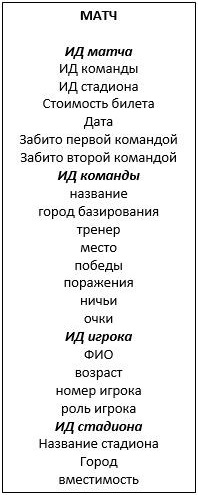 МАТЧ
ИД матча
ИД команды
ИД стадиона
Стоимость билета
Дата
Забито первой командой
Забито второй командой
ИД команды
название
город базирования
тренер
место
победы
поражения
ничьи
очки
ИД игрока
ФИО
возраст
номер игрока
роль игрока
ИД стадиона
Название стадиона
Город
вместимость